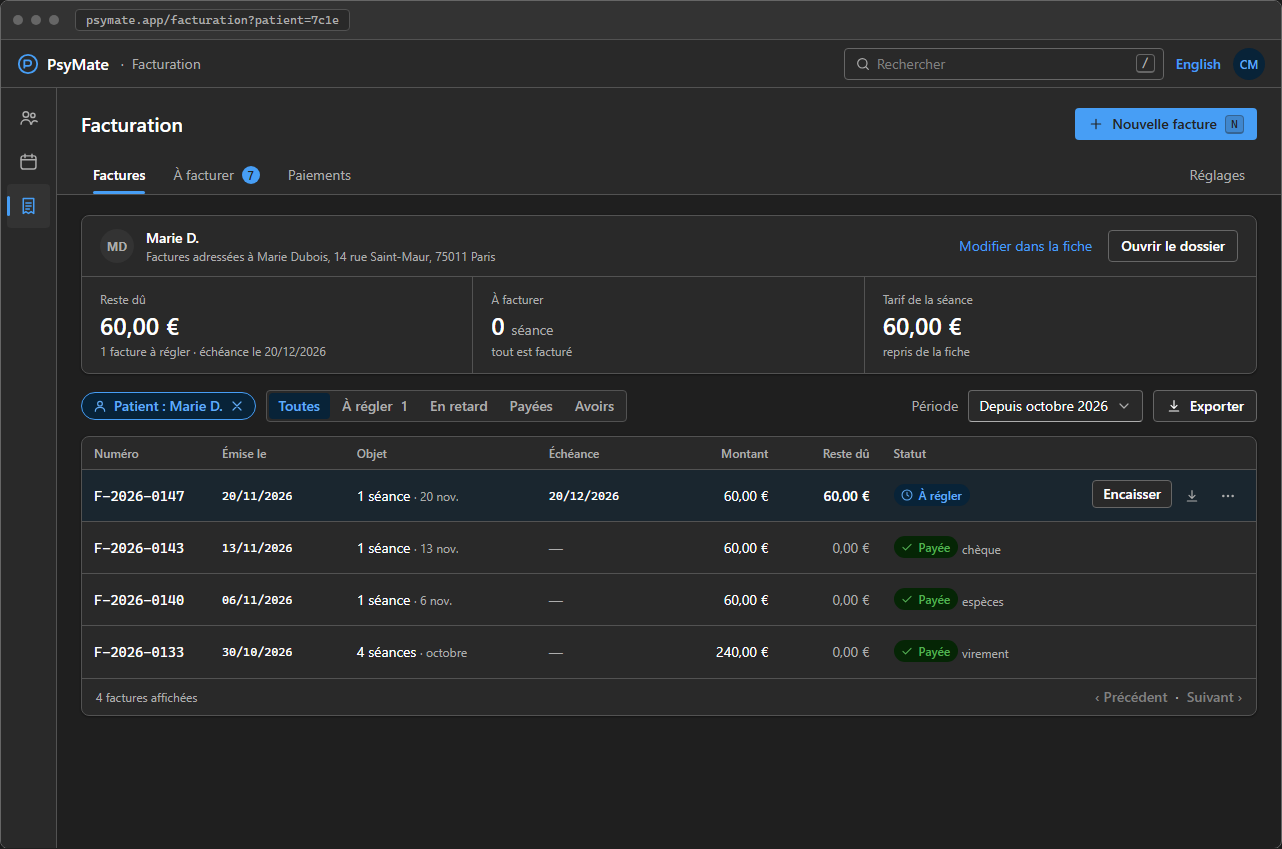 psymate.app/facturation?patient=7c1e
PsyMate · Facturation
Rechercher /
English
CM
Facturation
+ Nouvelle facture N
Factures
À facturer 7
Paiements
Réglages
MD
Marie D.
Factures adressées à Marie Dubois, 14 rue Saint-Maur, 75011 Paris
Modifier dans la fiche
Ouvrir le dossier
Reste dû
60,00 €
1 facture à régler · échéance le 20/12/2026
À facturer
0 séance
tout est facturé
Tarif de la séance
60,00 €
repris de la fiche
Patient : Marie D.
Toutes
À régler 1
En retard
Payées
Avoirs
Période
Depuis octobre 2026
Exporter
Numéro Émise le Objet Échéance Montant Reste dû Statut
F-2026-0147 20/11/2026 1 séance · 20 nov. 20/12/2026 60,00 € 60,00 € À régler Encaisser ···
F-2026-0143 13/11/2026 1 séance · 13 nov. — 60,00 € 0,00 € Payée chèque
F-2026-0140 06/11/2026 1 séance · 6 nov. — 60,00 € 0,00 € Payée espèces
F-2026-0133 30/10/2026 4 séances · octobre — 240,00 € 0,00 € Payée virement
4 factures affichées
‹ Précédent · Suivant ›